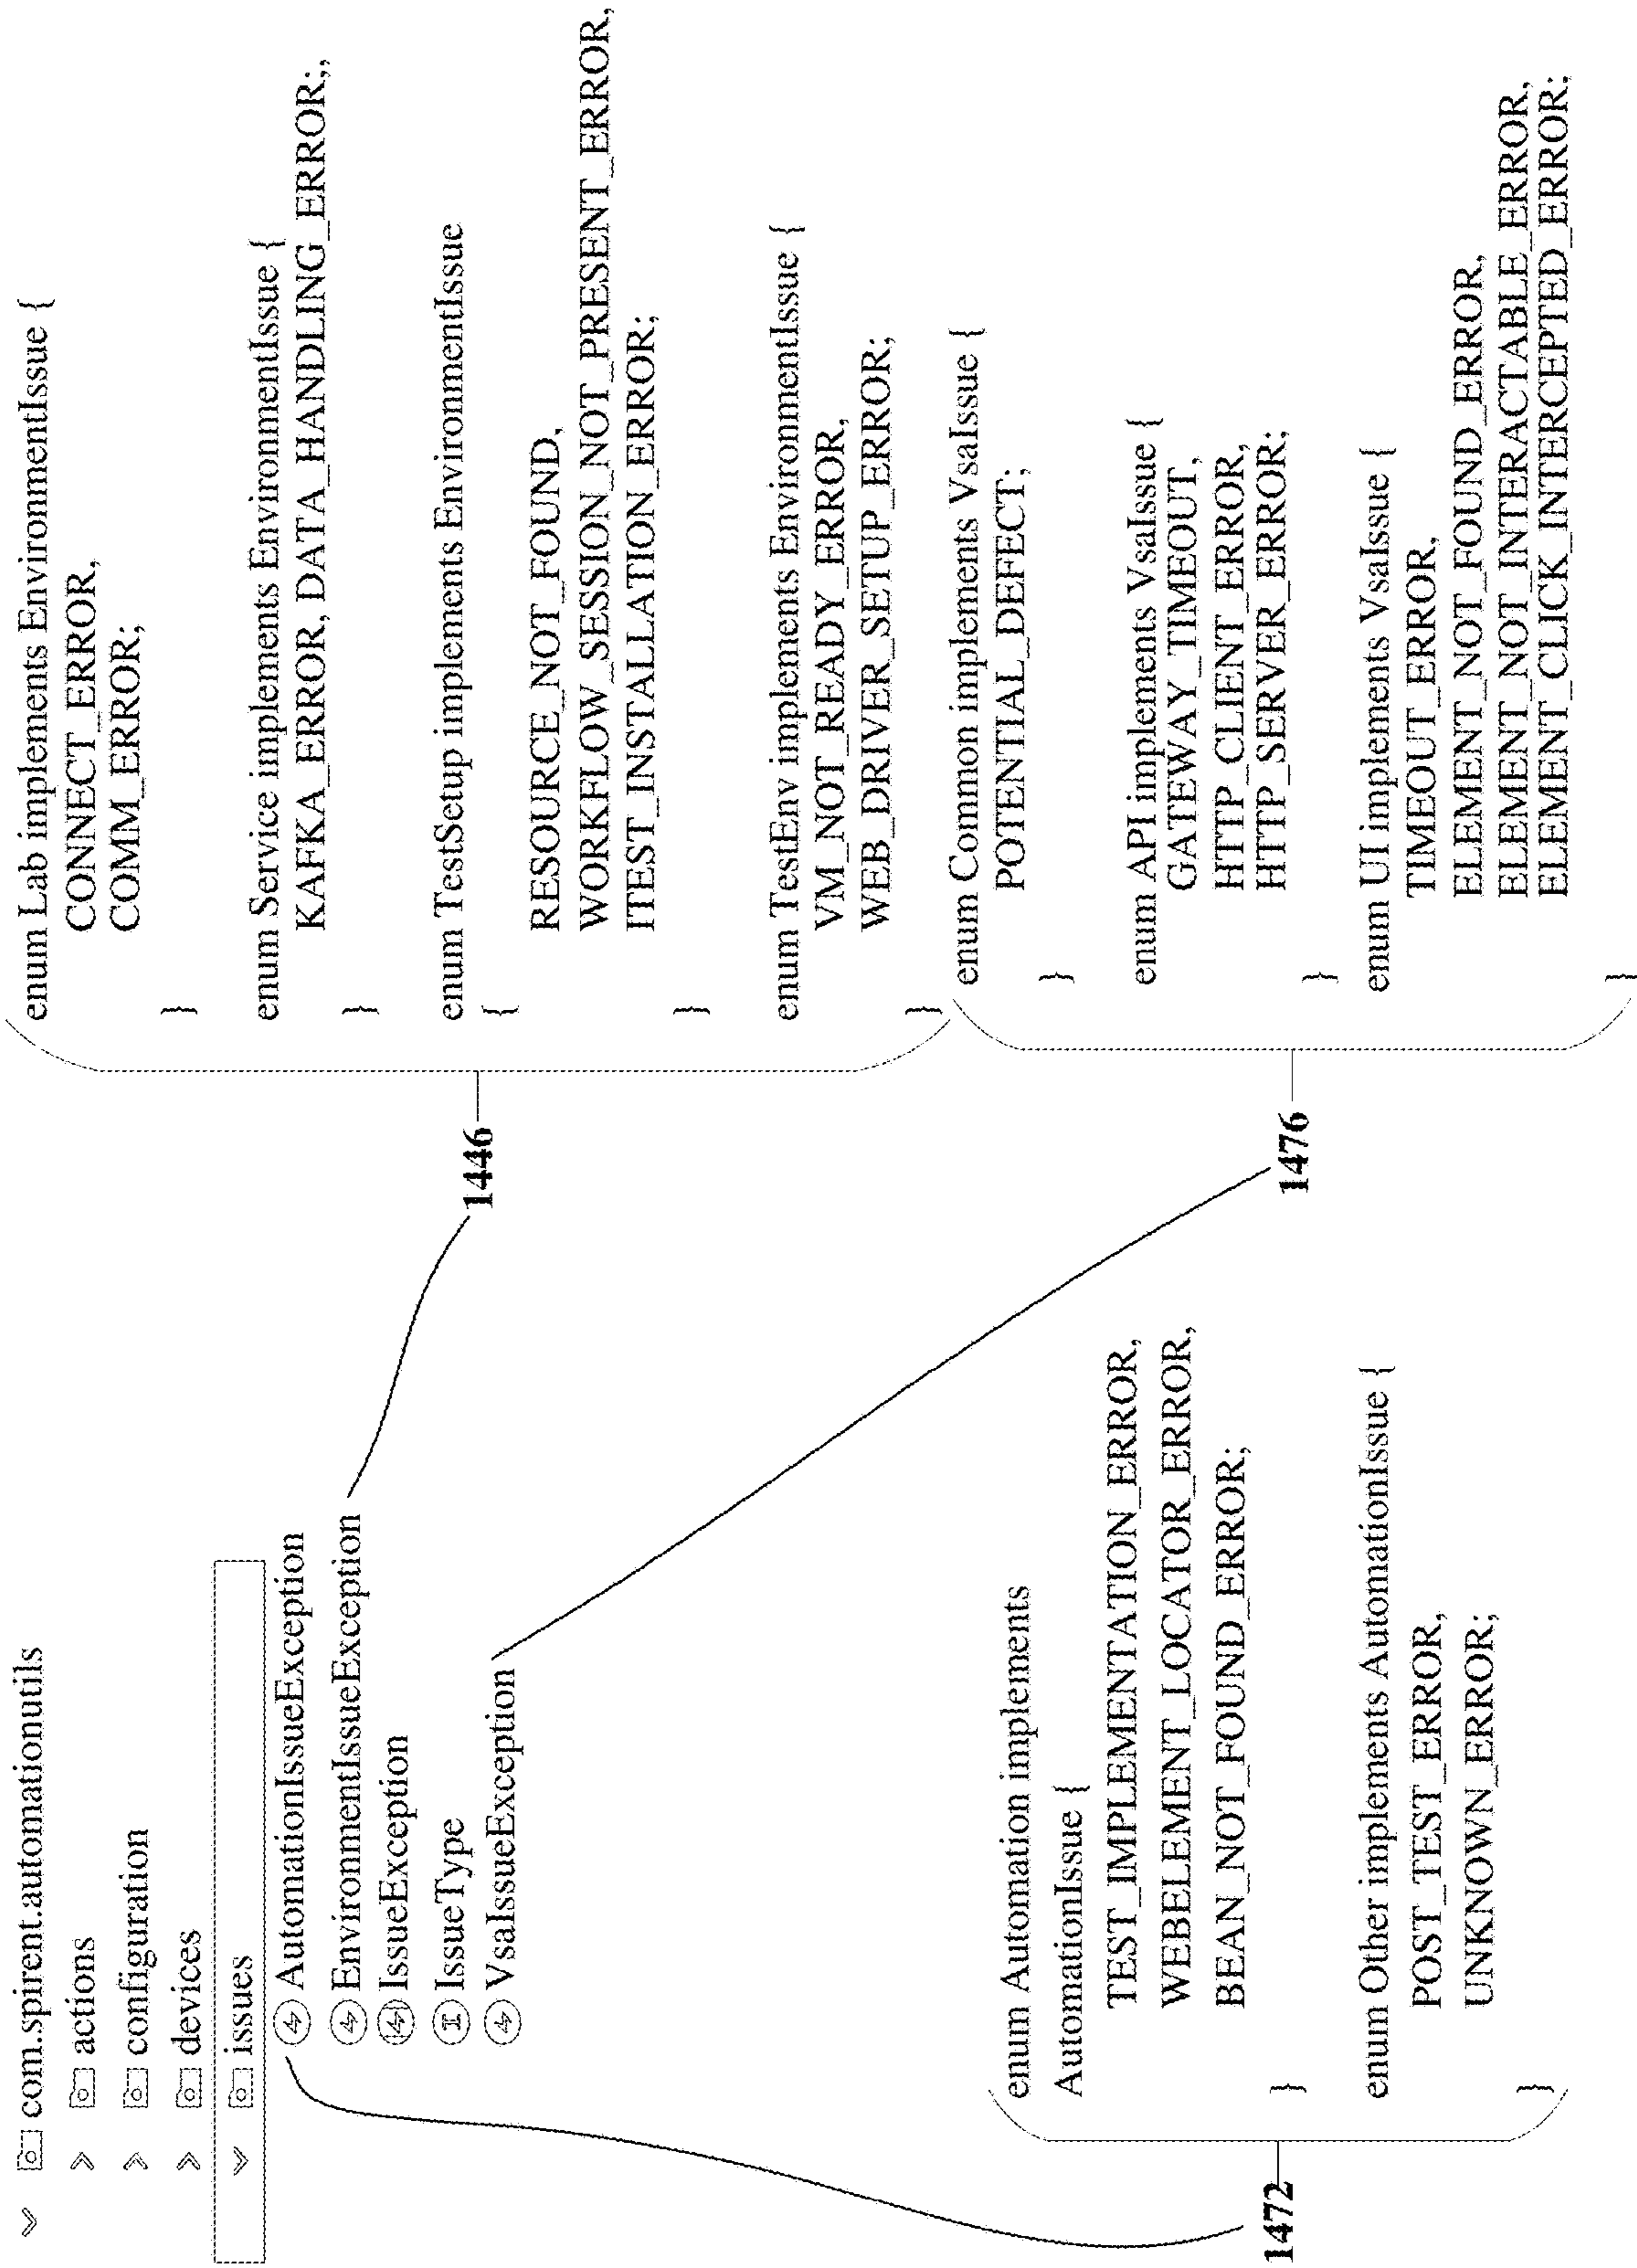 com.spirent.automationutils
actions
configuration
devices
issues
AutomationIssueException
EnvironmentIssueException
IssueException
IssueType
VsaIssueException
1472
enum Automation implements
AutomationIssue {
TEST_IMPLEMENTATION_ERROR,
WEBELEMENT_LOCATOR_ERROR,
BEAN_NOT_FOUND_ERROR;
}
enum Other implements AutomationIssue {
POST_TEST_ERROR,
UNKNOWN_ERROR;
}
1446
enum Lab implements EnvironmentIssue {
CONNECT_ERROR,
COMM_ERROR;
}
enum Service implements EnvironmentIssue {
KAFKA_ERROR, DATA_HANDLING_ERROR;,
}
enum TestSetup implements EnvironmentIssue
{
RESOURCE_NOT_FOUND,
WORKFLOW_SESSION_NOT_PRESENT_ERROR,
ITEST_INSTALLATION_ERROR;
}
enum TestEnv implements EnvironmentIssue {
VM_NOT_READY_ERROR,
WEB_DRIVER_SETUP_ERROR;
}
1476
enum Common implements VsaIssue {
POTENTIAL_DEFECT;
}
enum API implements VsaIssue {
GATEWAY_TIMEOUT,
HTTP_CLIENT_ERROR,
HTTP_SERVER_ERROR;
}
enum UI implements VsaIssue {
TIMEOUT_ERROR,
ELEMENT_NOT_FOUND_ERROR,
ELEMENT_NOT_INTERACTABLE_ERROR,
ELEMENT_CLICK_INTERCEPTED_ERROR;
}